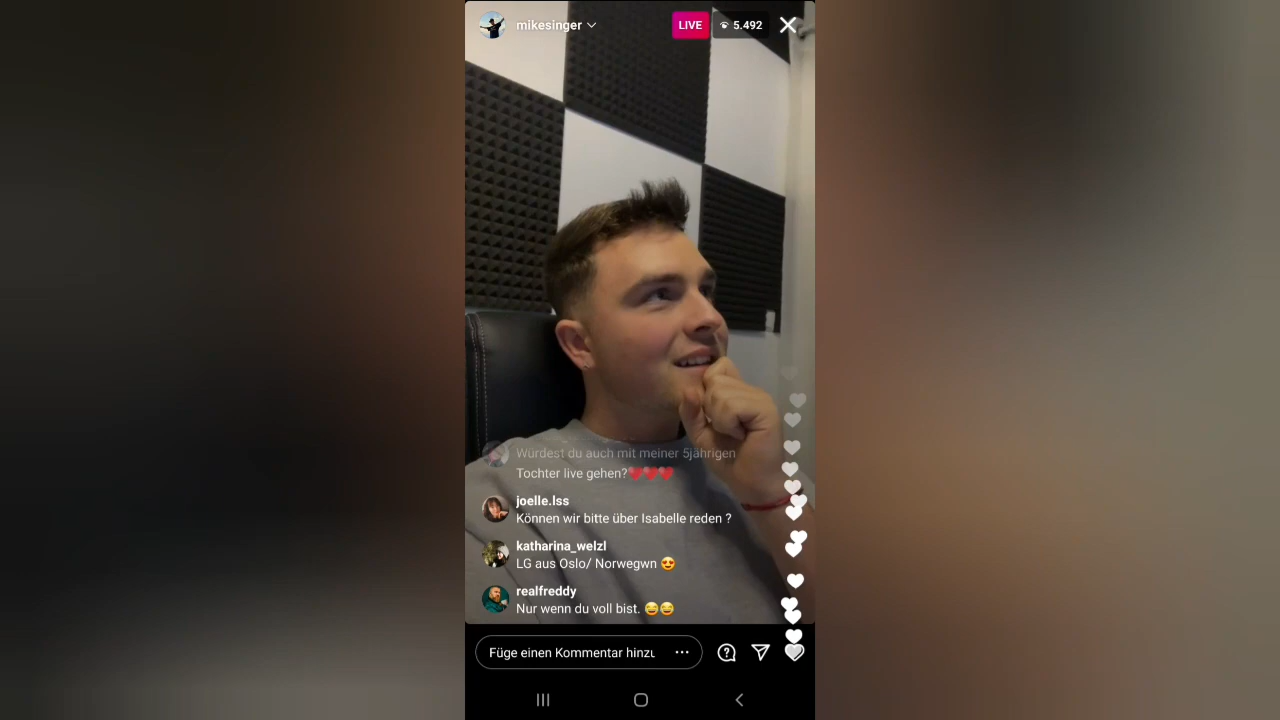 mikesinger
LIVE
5.492
Würdest du auch mit meiner 5jährigen
Tochter live gehen?❤️❤️❤️
joelle.lss
Können wir bitte über Isabelle reden ?
katharina_welzl
LG aus Oslo/ Norwegwn 😍
realfreddy
Nur wenn du voll bist. 😂😂
Füge einen Kommentar hinzu